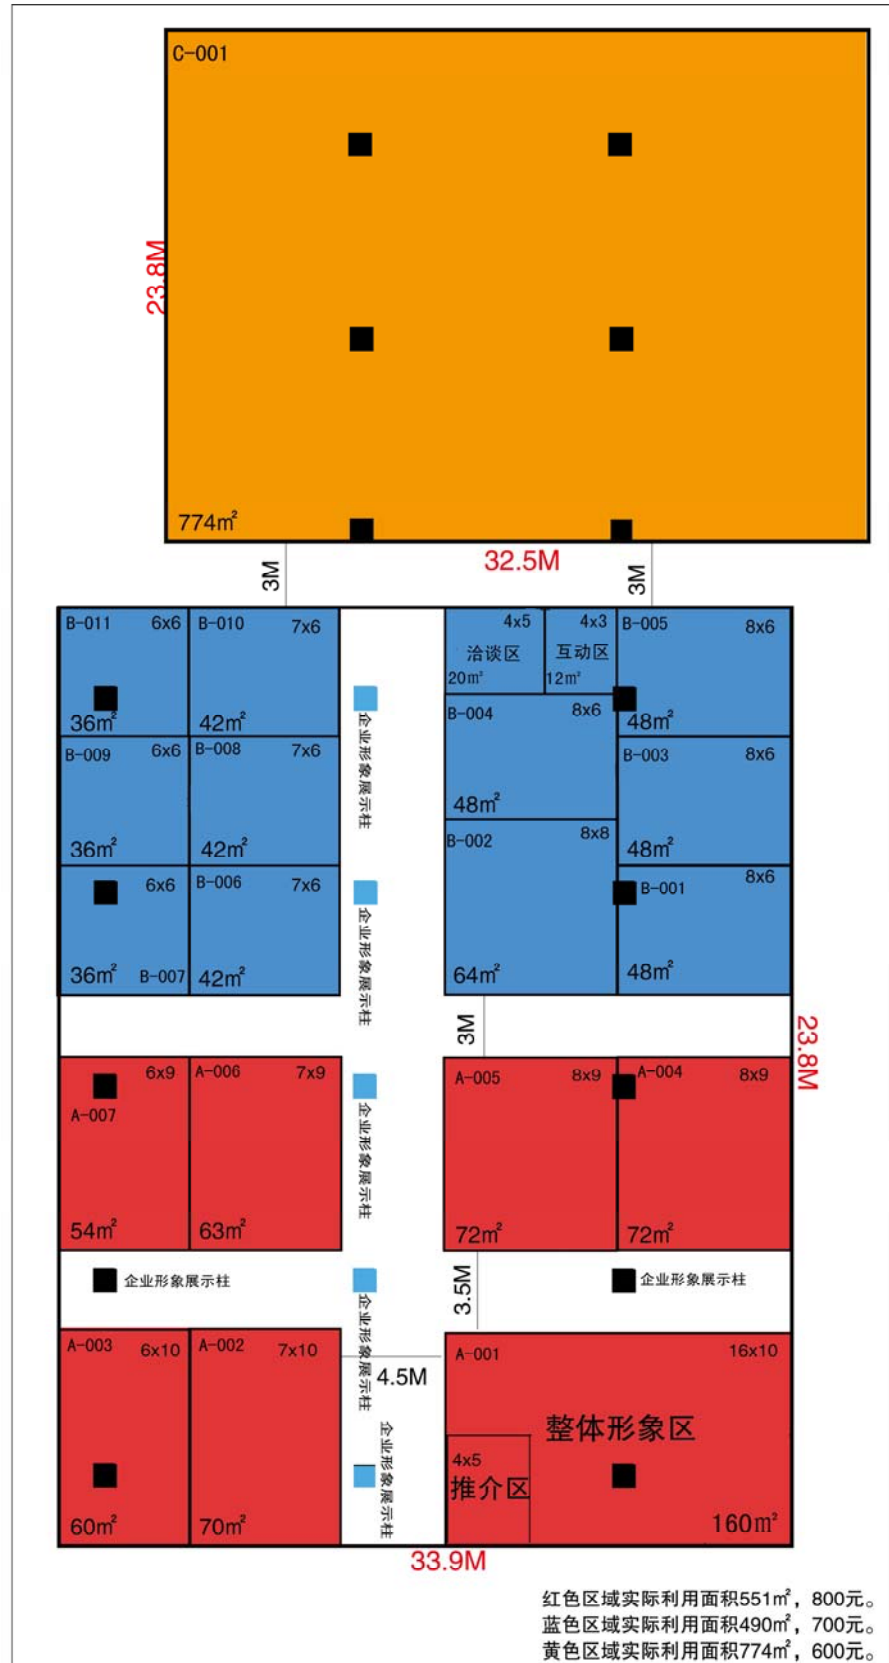 C-001
23.8M
774㎡
32.5M
3M
3M
B-011 6x6
36㎡
B-010 7x6
42㎡
4x5
洽谈区
20㎡
4x3
互动区
12㎡
B-005 8x6
48㎡
企业形象展示柱
B-009 6x6
36㎡
B-008 7x6
42㎡
B-004 8x6
48㎡
B-003 8x6
48㎡
B-002 8x8
64㎡
6x6
36㎡ B-007
B-006 7x6
42㎡
企业形象展示柱
B-001 8x6
48㎡
3M
23.8M
6x9
A-007
54㎡
A-006 7x9
63㎡
企业形象展示柱
A-005 8x9
72㎡
A-004 8x9
72㎡
企业形象展示柱
企业形象展示柱
3.5M
企业形象展示柱
A-003 6x10
60㎡
A-002 7x10
70㎡
4.5M
企业形象展示柱
A-001 16x10
整体形象区
4x5
推介区
160㎡
33.9M
红色区域实际利用面积551㎡，800元。
蓝色区域实际利用面积490㎡，700元。
黄色区域实际利用面积774㎡，600元。